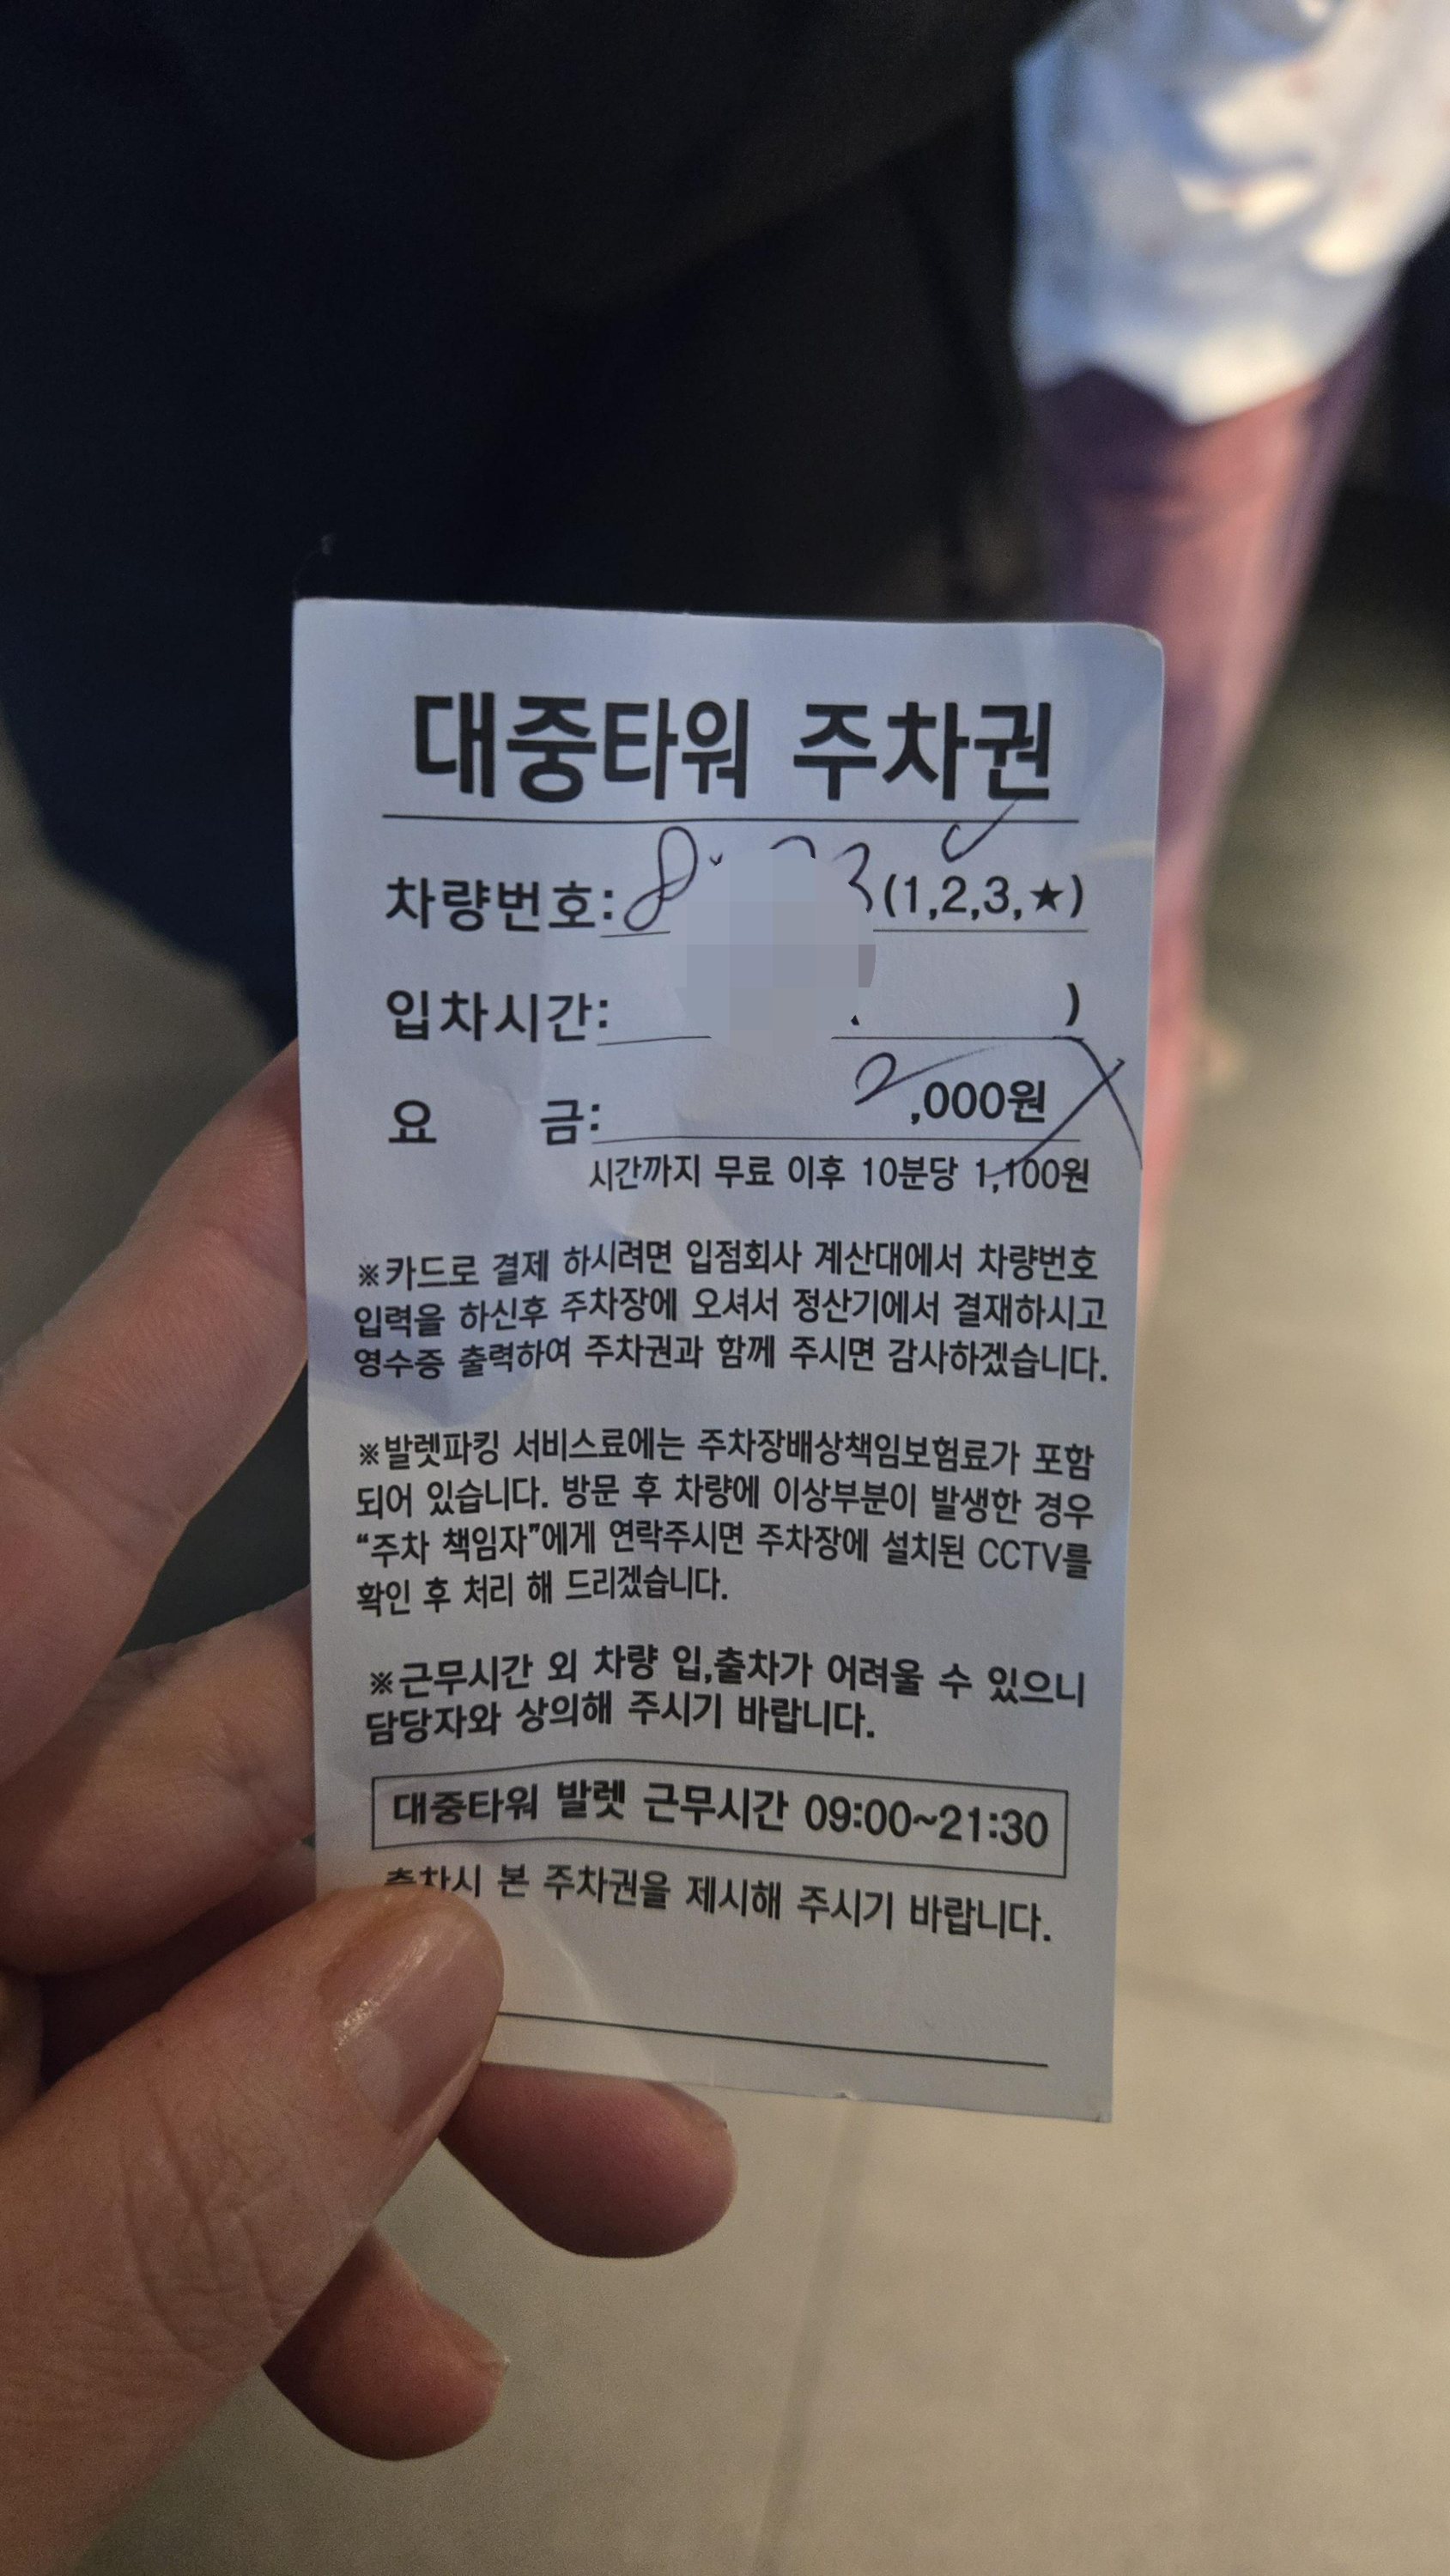 대중타워 주차권
차량번호: 8 3 (1,2,3,★)
입차시간: )
요 금: 2,000원
시간까지 무료 이후 10분당 1,100원
※카드로 결제 하시려면 입점회사 계산대에서 차량번호
입력을 하신후 주차장에 오셔서 정산기에서 결재하시고
영수증 출력하여 주차권과 함께 주시면 감사하겠습니다.
※발렛파킹 서비스료에는 주차장배상책임보험료가 포함
되어 있습니다. 방문 후 차량에 이상부분이 발생한 경우
“주차 책임자”에게 연락주시면 주차장에 설치된 CCTV를
확인 후 처리 해 드리겠습니다.
※근무시간 외 차량 입,출차가 어려울 수 있으니
담당자와 상의해 주시기 바랍니다.
대중타워 발렛 근무시간 09:00~21:30
출차시 본 주차권을 제시해 주시기 바랍니다.